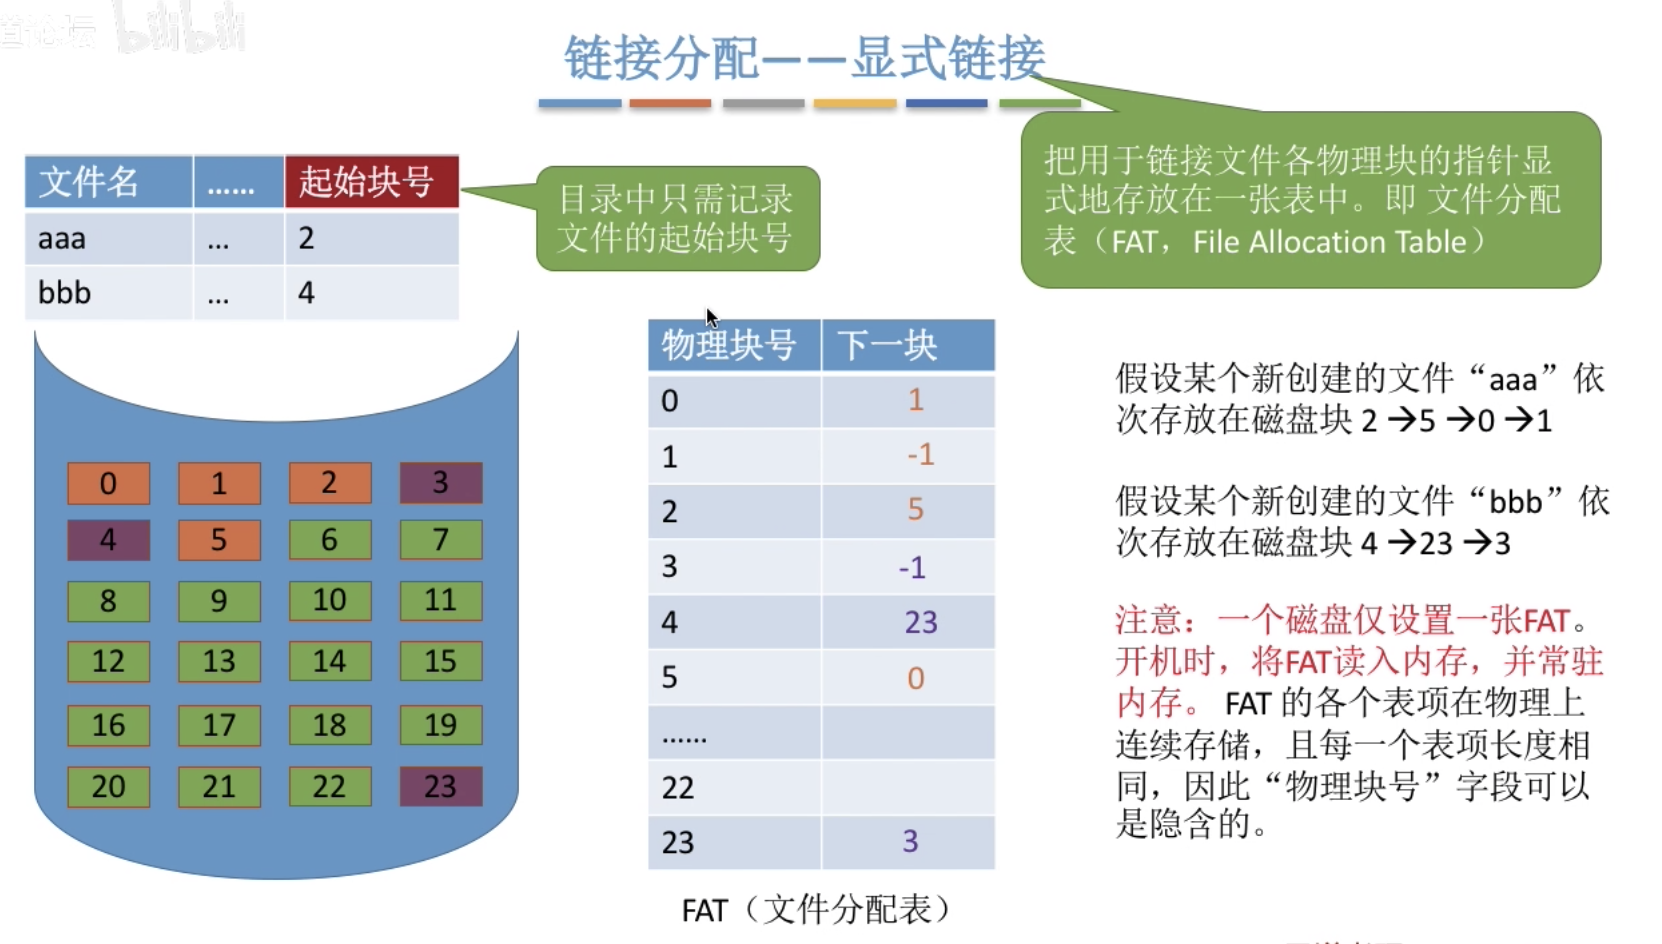 链接分配——显式链接
把用于链接文件各物理块的指针显
式地存放在一张表中。即 文件分配
表（FAT，File Allocation Table）
文件名 …… 起始块号
aaa ... 2
bbb ... 4
目录中只需记录
文件的起始块号
0 1 2 3
4 5 6 7
8 9 10 11
12 13 14 15
16 17 18 19
20 21 22 23
物理块号 下一块
0 1
1 -1
2 5
3 -1
4 23
5 0
……
22
23 3
FAT（文件分配表）
假设某个新创建的文件“aaa”依
次存放在磁盘块 2 →5 →0 →1
假设某个新创建的文件“bbb”依
次存放在磁盘块 4 →23 →3
注意：一个磁盘仅设置一张FAT。
开机时，将FAT读入内存，并常驻
内存。 FAT 的各个表项在物理上
连续存储，且每一个表项长度相
同，因此“物理块号”字段可以
是隐含的。
bilibili